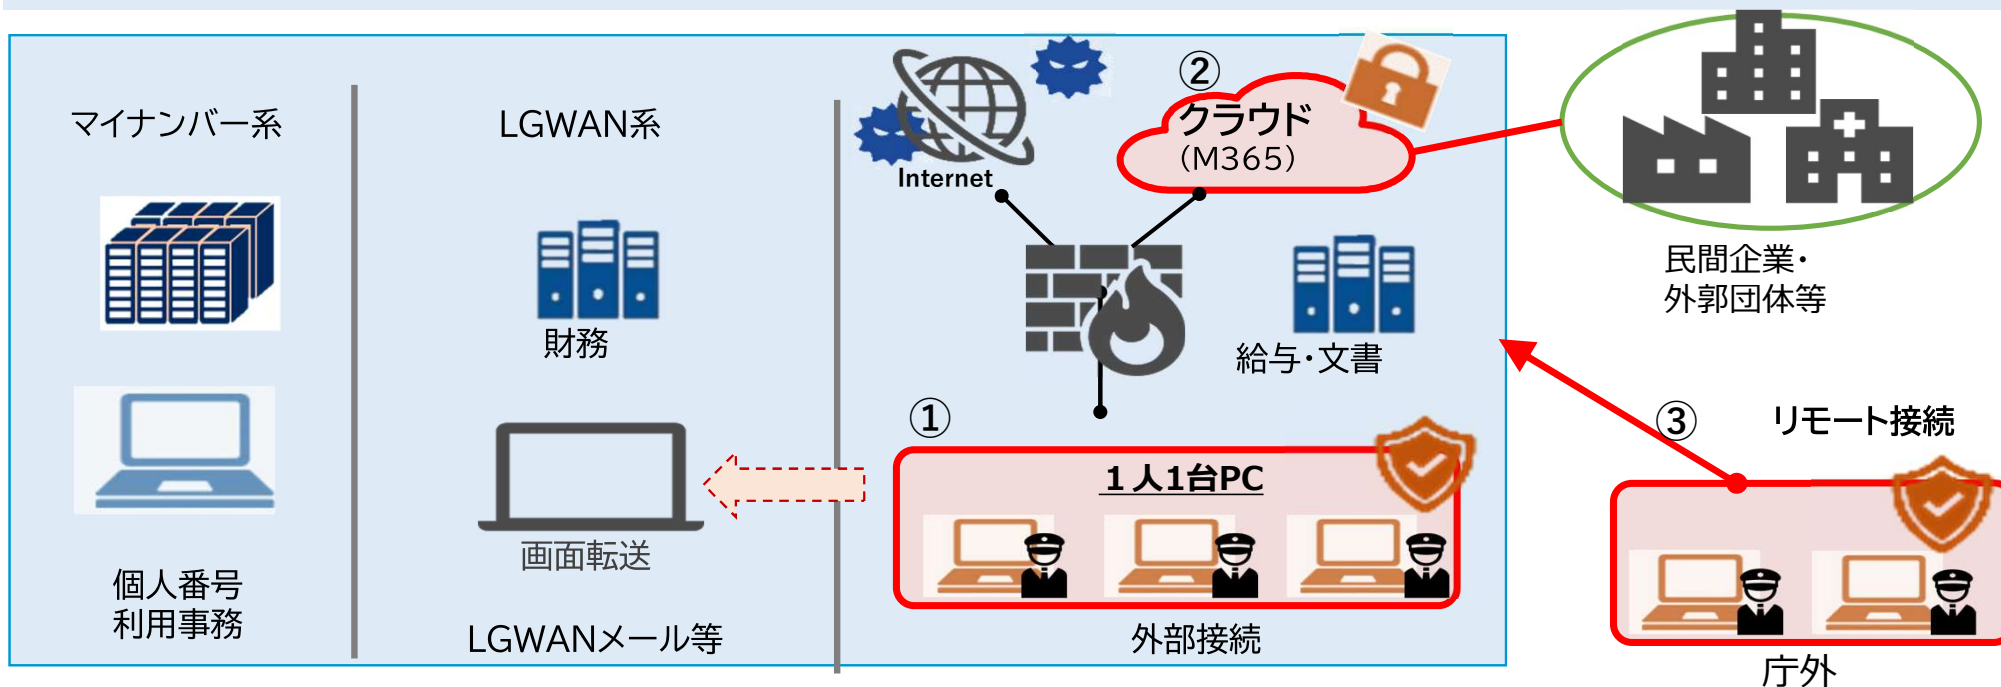 マイナンバー系
個人番号
利用事務
LGWAN系
財務
画面転送
LGWANメール等
Internet
②
クラウド
(M365)
給与・文書
①
1人1台PC
外部接続
民間企業・
外郭団体等
③
リモート接続
庁外